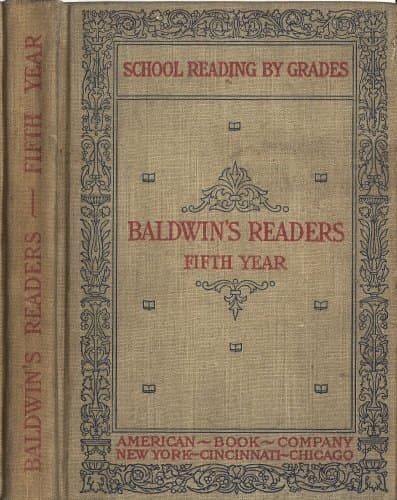 BALDWIN'S READERS — FIFTH YEAR
SCHOOL READING BY GRADES
BALDWIN'S READERS
FIFTH YEAR
AMERICAN~BOOK~COMPANY
NEW YORK~CINCINNATI~CHICAGO